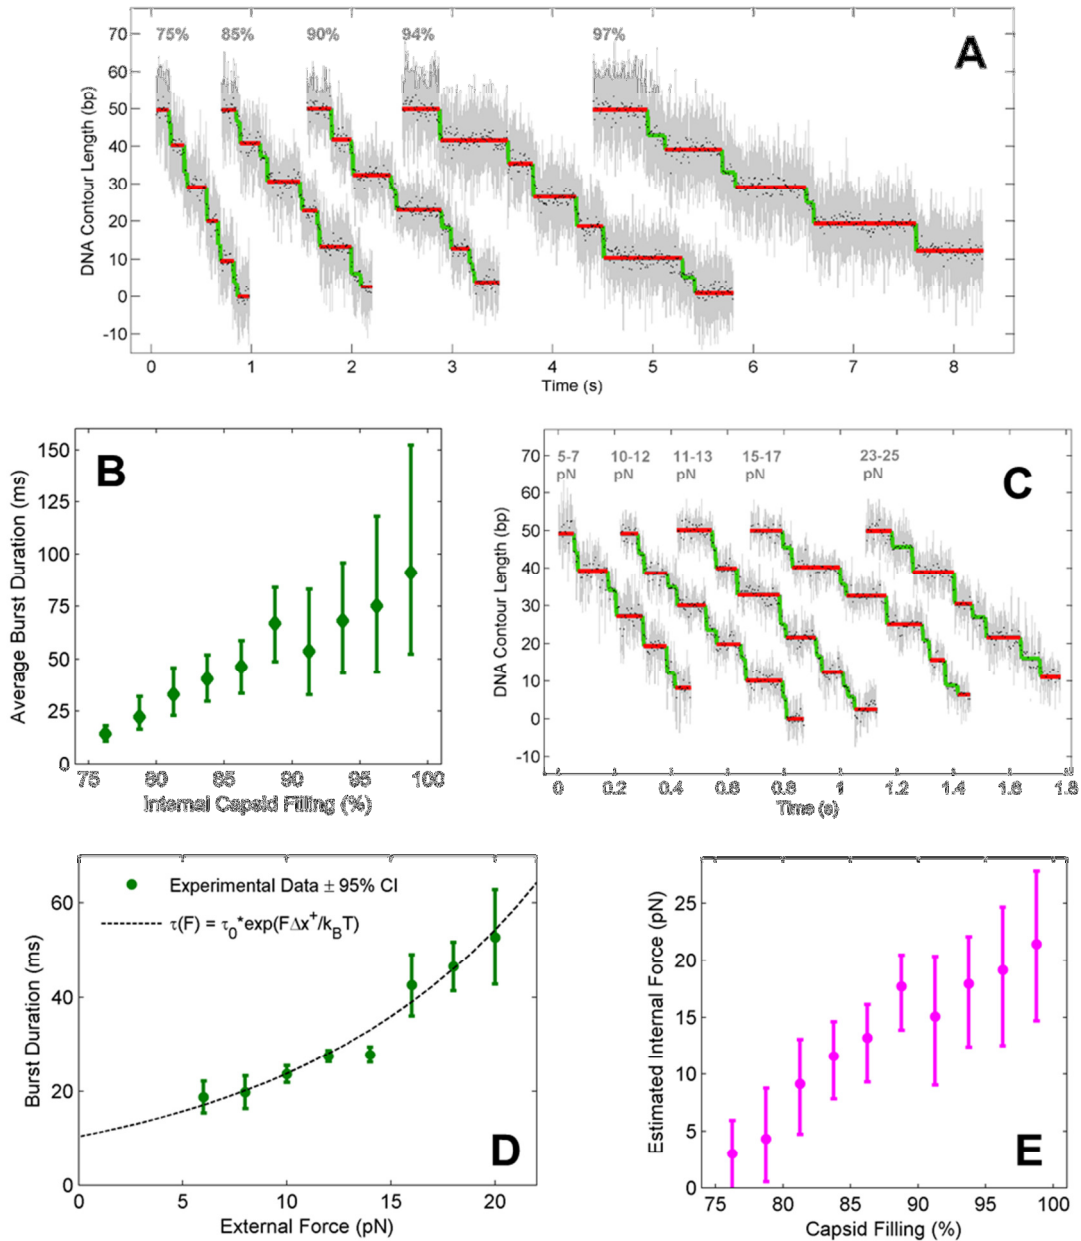 A
75% 85% 90% 94% 97%
DNA Contour Length (bp)
70
60
50
40
30
20
10
0
-10
0 1 2 3 4 5 6 7 8
Time (s)
B
Average Burst Duration (ms)
150
125
100
75
50
25
0
75 80 85 90 95 100
Internal Capsid Filling (%)
C
5-7 10-12 11-13 15-17 23-25
pN pN pN pN pN
DNA Contour Length (bp)
70
60
50
40
30
20
10
0
-10
0 0.2 0.4 0.6 0.8 1 1.2 1.4 1.6 1.8
Time (s)
Experimental Data ± 95% CI
τ(F) = τ0*exp(FΔx+/kBT)
Burst Duration (ms)
60
40
20
0
0 5 10 15 20
External Force (pN)
D
Estimated Internal Force (pN)
25
20
15
10
5
0
75 80 85 90 95 100
Capsid Filling (%)
E